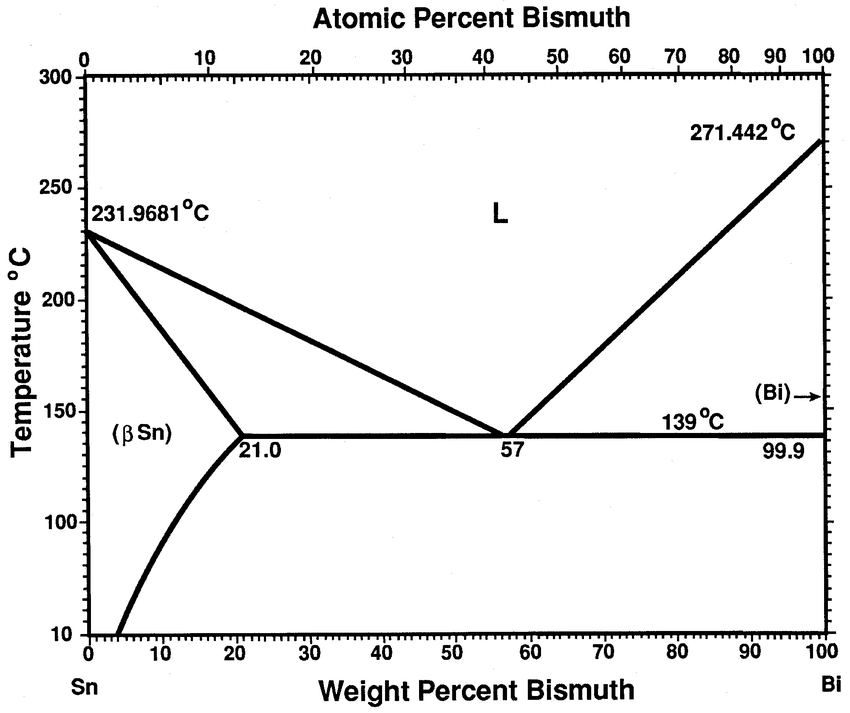 Atomic Percent Bismuth
0 10 20 30 40 50 60 70 80 90 100
300
271.442 °C
250
231.9681 °C
L
200
Temperature °C
(Bi)
150
139 °C
(β Sn)
21.0 57 99.9
100
10
0 10 20 30 40 50 60 70 80 90 100
Sn Weight Percent Bismuth Bi